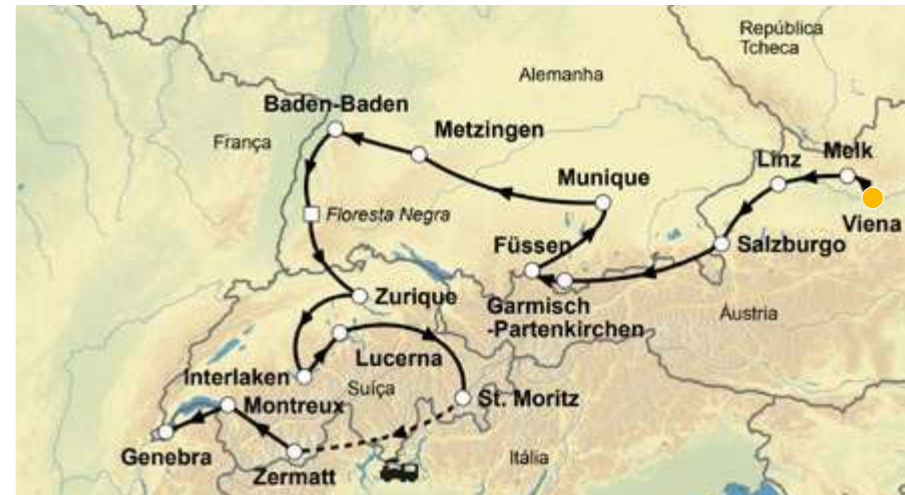 República
Tcheca
Alemanha
Baden-Baden
Metzingen
França
Linz
Melk
Munique
Floresta Negra
Viena
Füssen
Salzburgo
Zurique
Garmisch
-Partenkirchen
Áustria
Lucerna
Interlaken
Suíça
St. Moritz
Montreux
Genebra
Itália
Zermatt